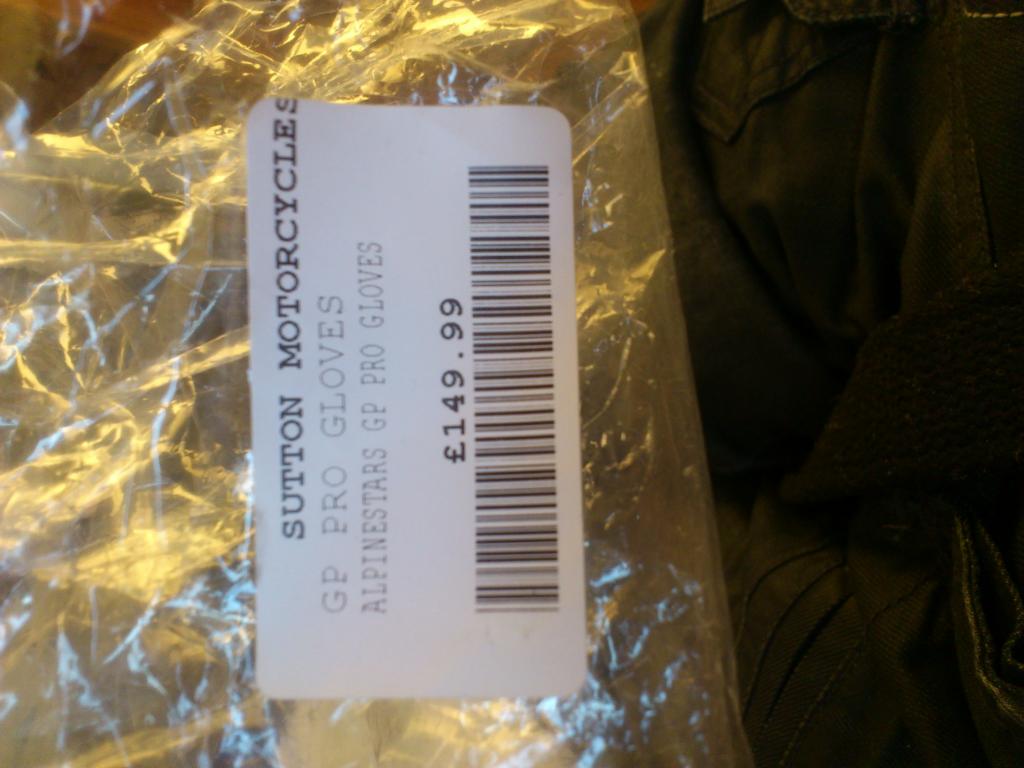 SUTTON MOTORCYCLES
GP PRO GLOVES
ALPINESTARS GP PRO GLOVES
£149.99